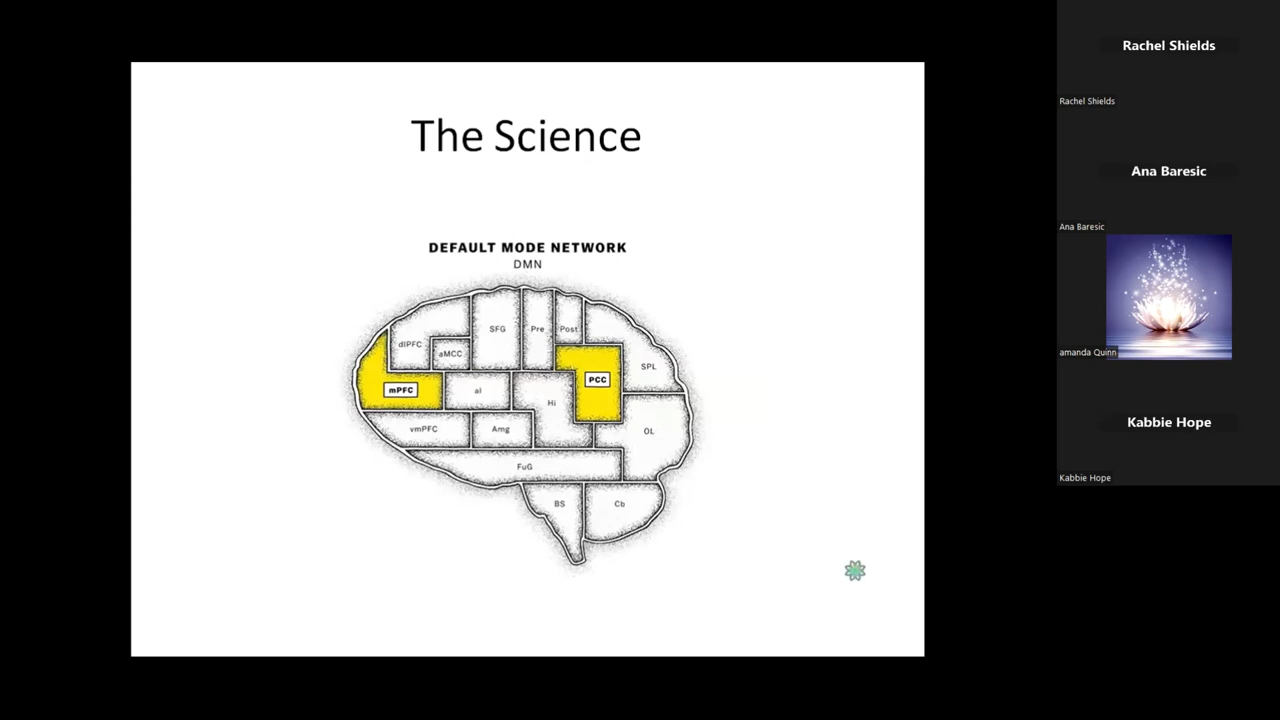 The Science
DEFAULT MODE NETWORK
DMN
SFG
Pre
Post
dlPFC
aMCC
SPL
PCC
mPFC
aI
Hi
vmPFC
Amg
OL
FuG
BS
Cb
Rachel Shields
Rachel Shields
Ana Baresic
Ana Baresic
amanda Quinn
Kabbie Hope
Kabbie Hope